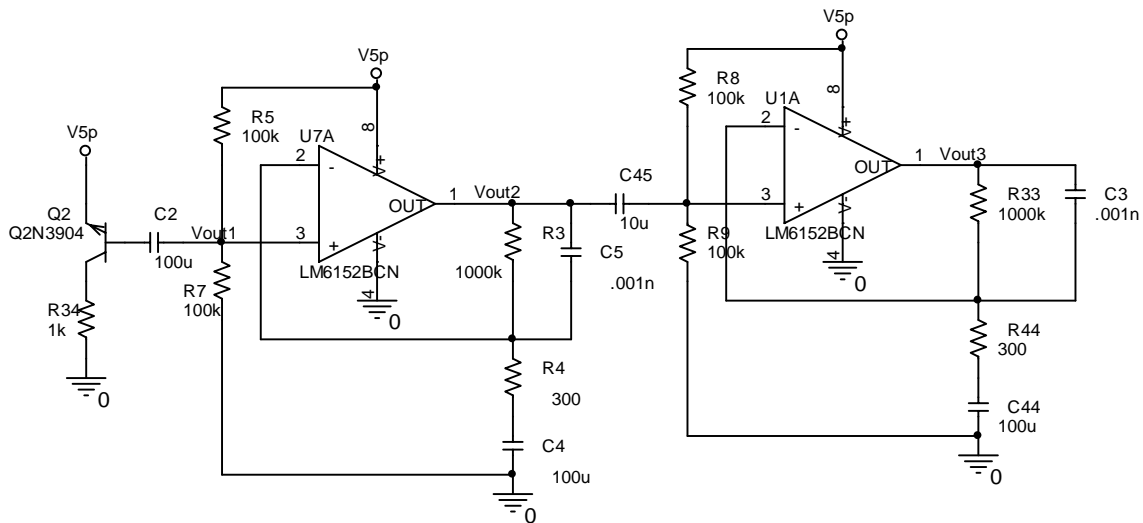 V5p
Q2
Q2N3904
R34
1k
0
C2
100u
Vout1
R5
100k
R7
100k
V5p
U7A
8
V+
2
-
3
+
OUT
1
V-
4
LM6152BCN
0
Vout2
R3
1000k
C5
.001n
R4
300
C4
100u
0
C45
10u
R8
100k
R9
100k
V5p
U1A
8
V+
2
-
3
+
OUT
1
V-
4
LM6152BCN
0
Vout3
R33
1000k
C3
.001n
R44
300
C44
100u
0